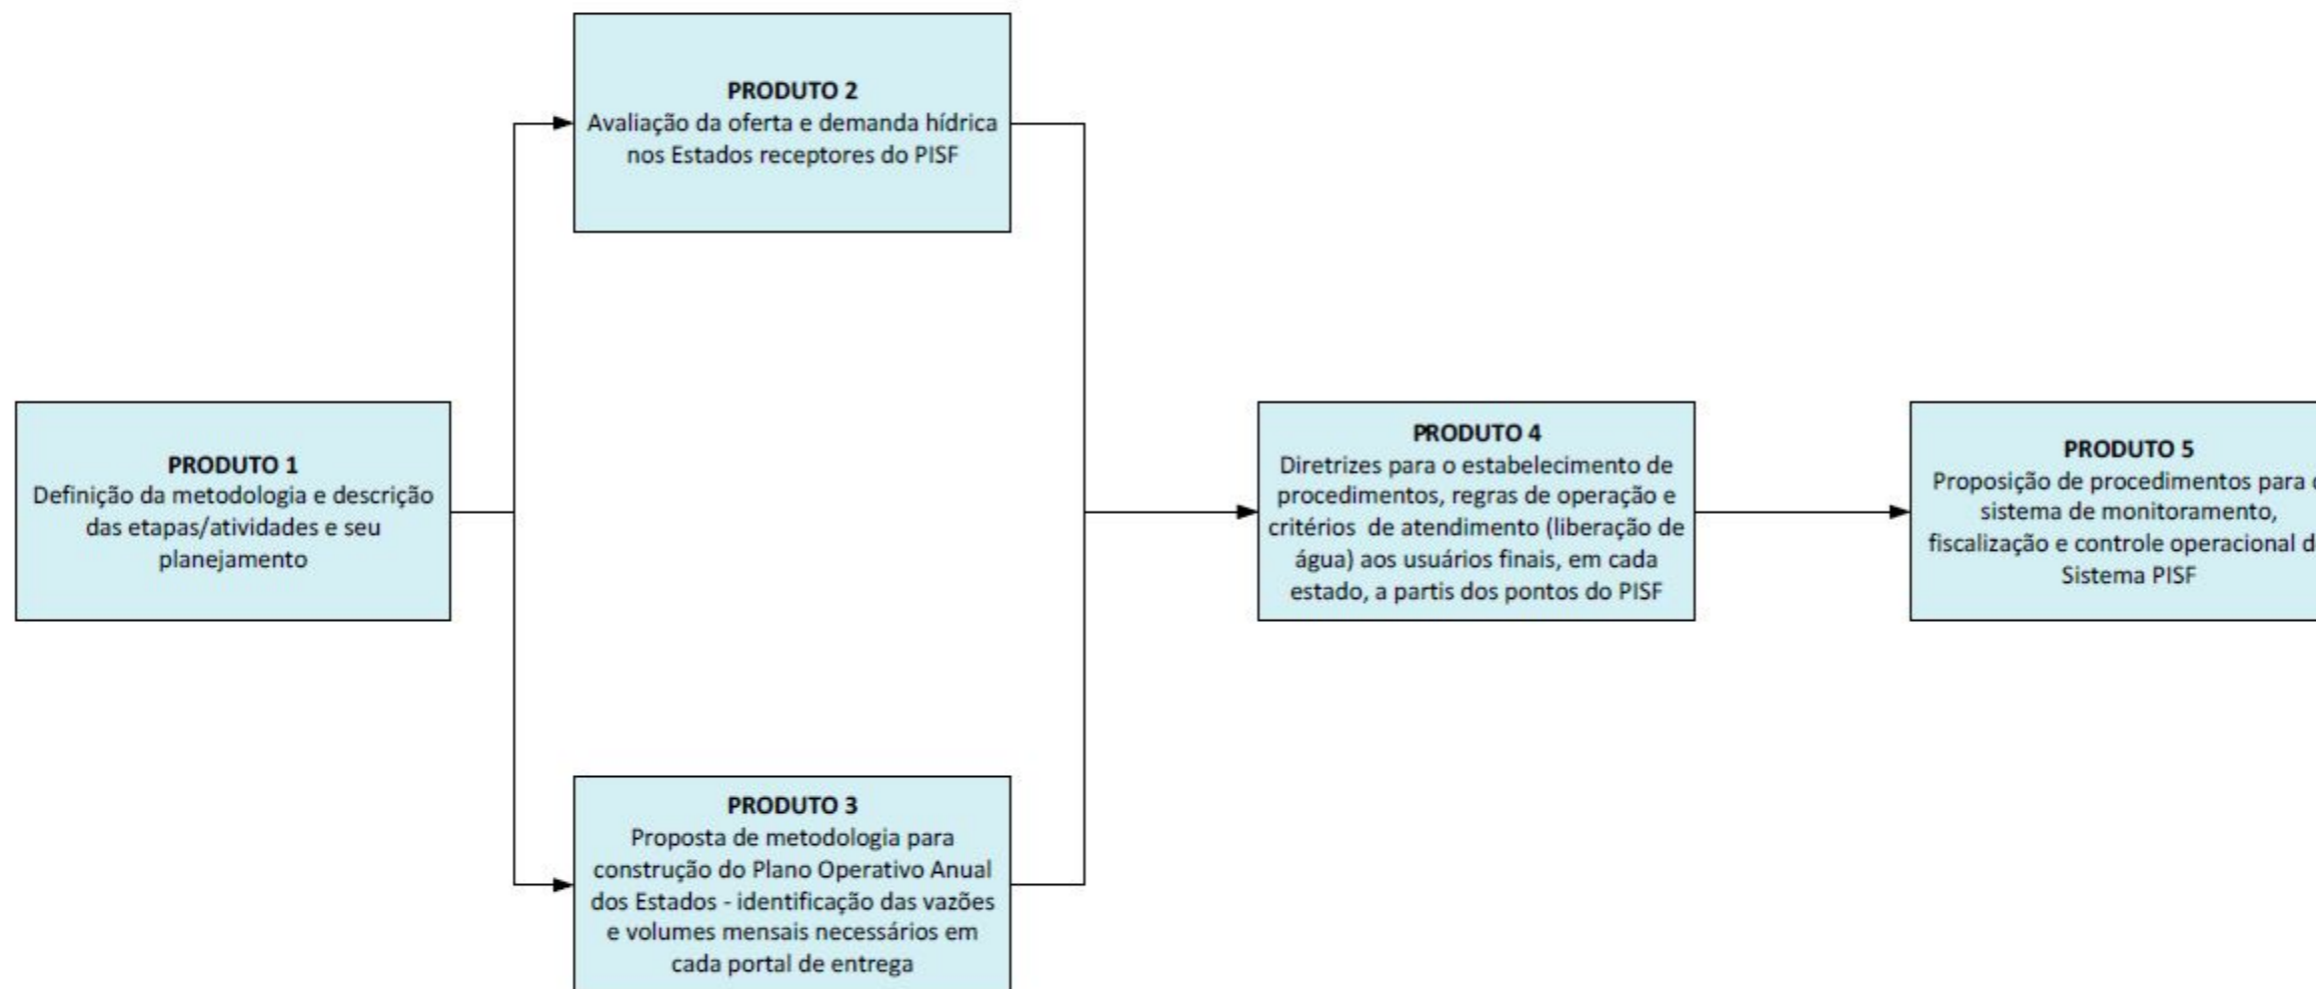 PRODUTO 1
Definição da metodologia e descrição
das etapas/atividades e seu
planejamento
PRODUTO 2
Avaliação da oferta e demanda hídrica
nos Estados receptores do PISF
PRODUTO 3
Proposta de metodologia para
construção do Plano Operativo Anual
dos Estados - identificação das vazões
e volumes mensais necessários em
cada portal de entrega
PRODUTO 4
Diretrizes para o estabelecimento de
procedimentos, regras de operação e
critérios de atendimento (liberação de
água) aos usuários finais, em cada
estado, a partis dos pontos do PISF
PRODUTO 5
Proposição de procedimentos para
sistema de monitoramento,
fiscalização e controle operacional
Sistema PISF